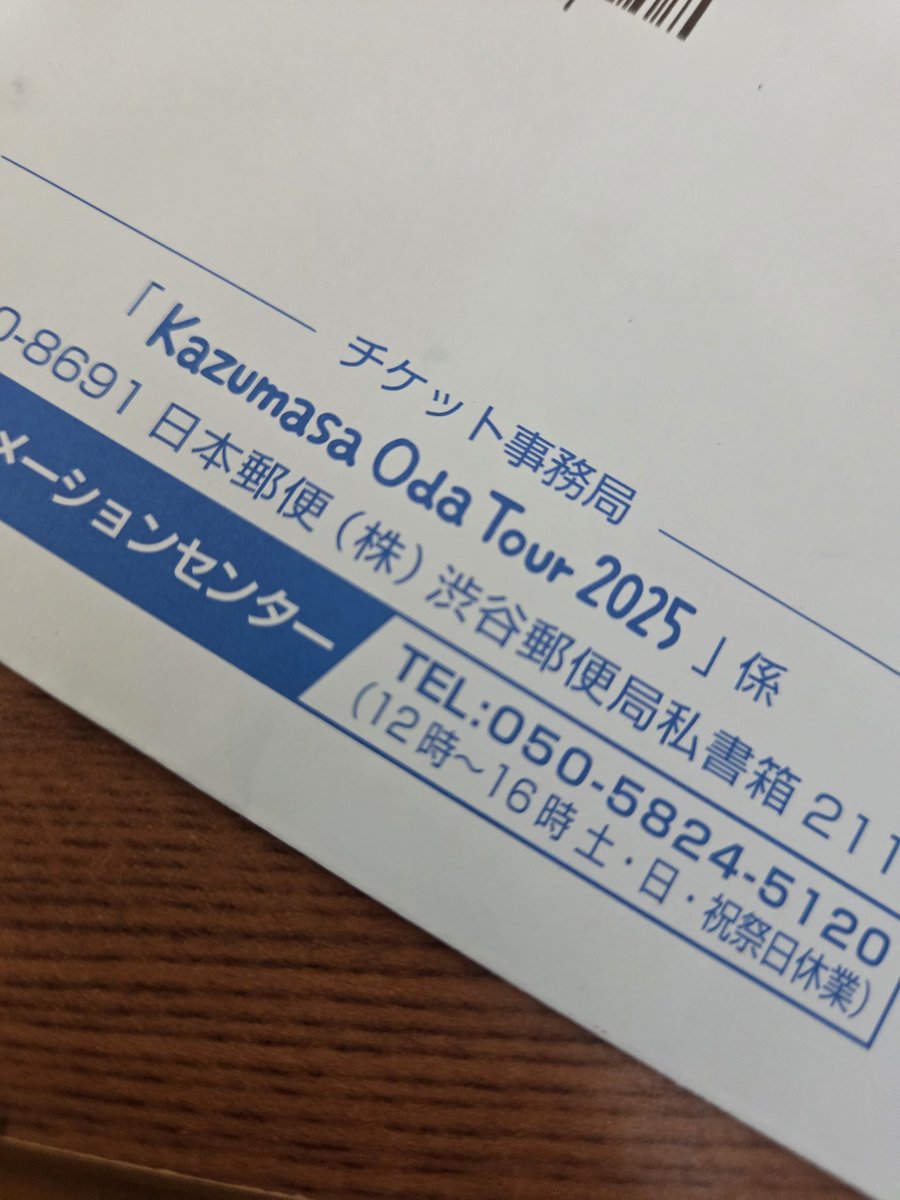 チケット事務局
「Kazumasa Oda Tour 2025」係
0-8691 日本郵便（株）渋谷郵便局私書箱 211
メーションセンター
TEL:050-5824-5120
(12時〜16時 土・日・祝祭日休業)